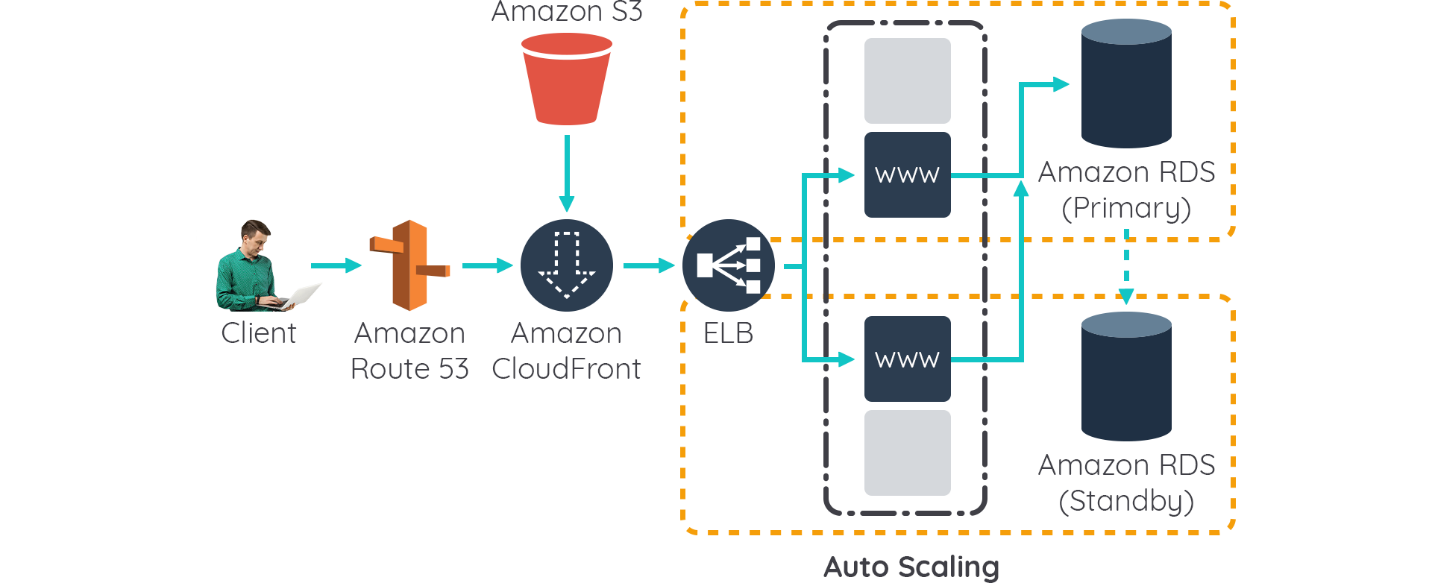 Amazon S3
WWW
Amazon RDS
(Primary)
Client
Amazon
Route 53
Amazon
CloudFront
ELB
WWW
Amazon RDS
(Standby)
Auto Scaling